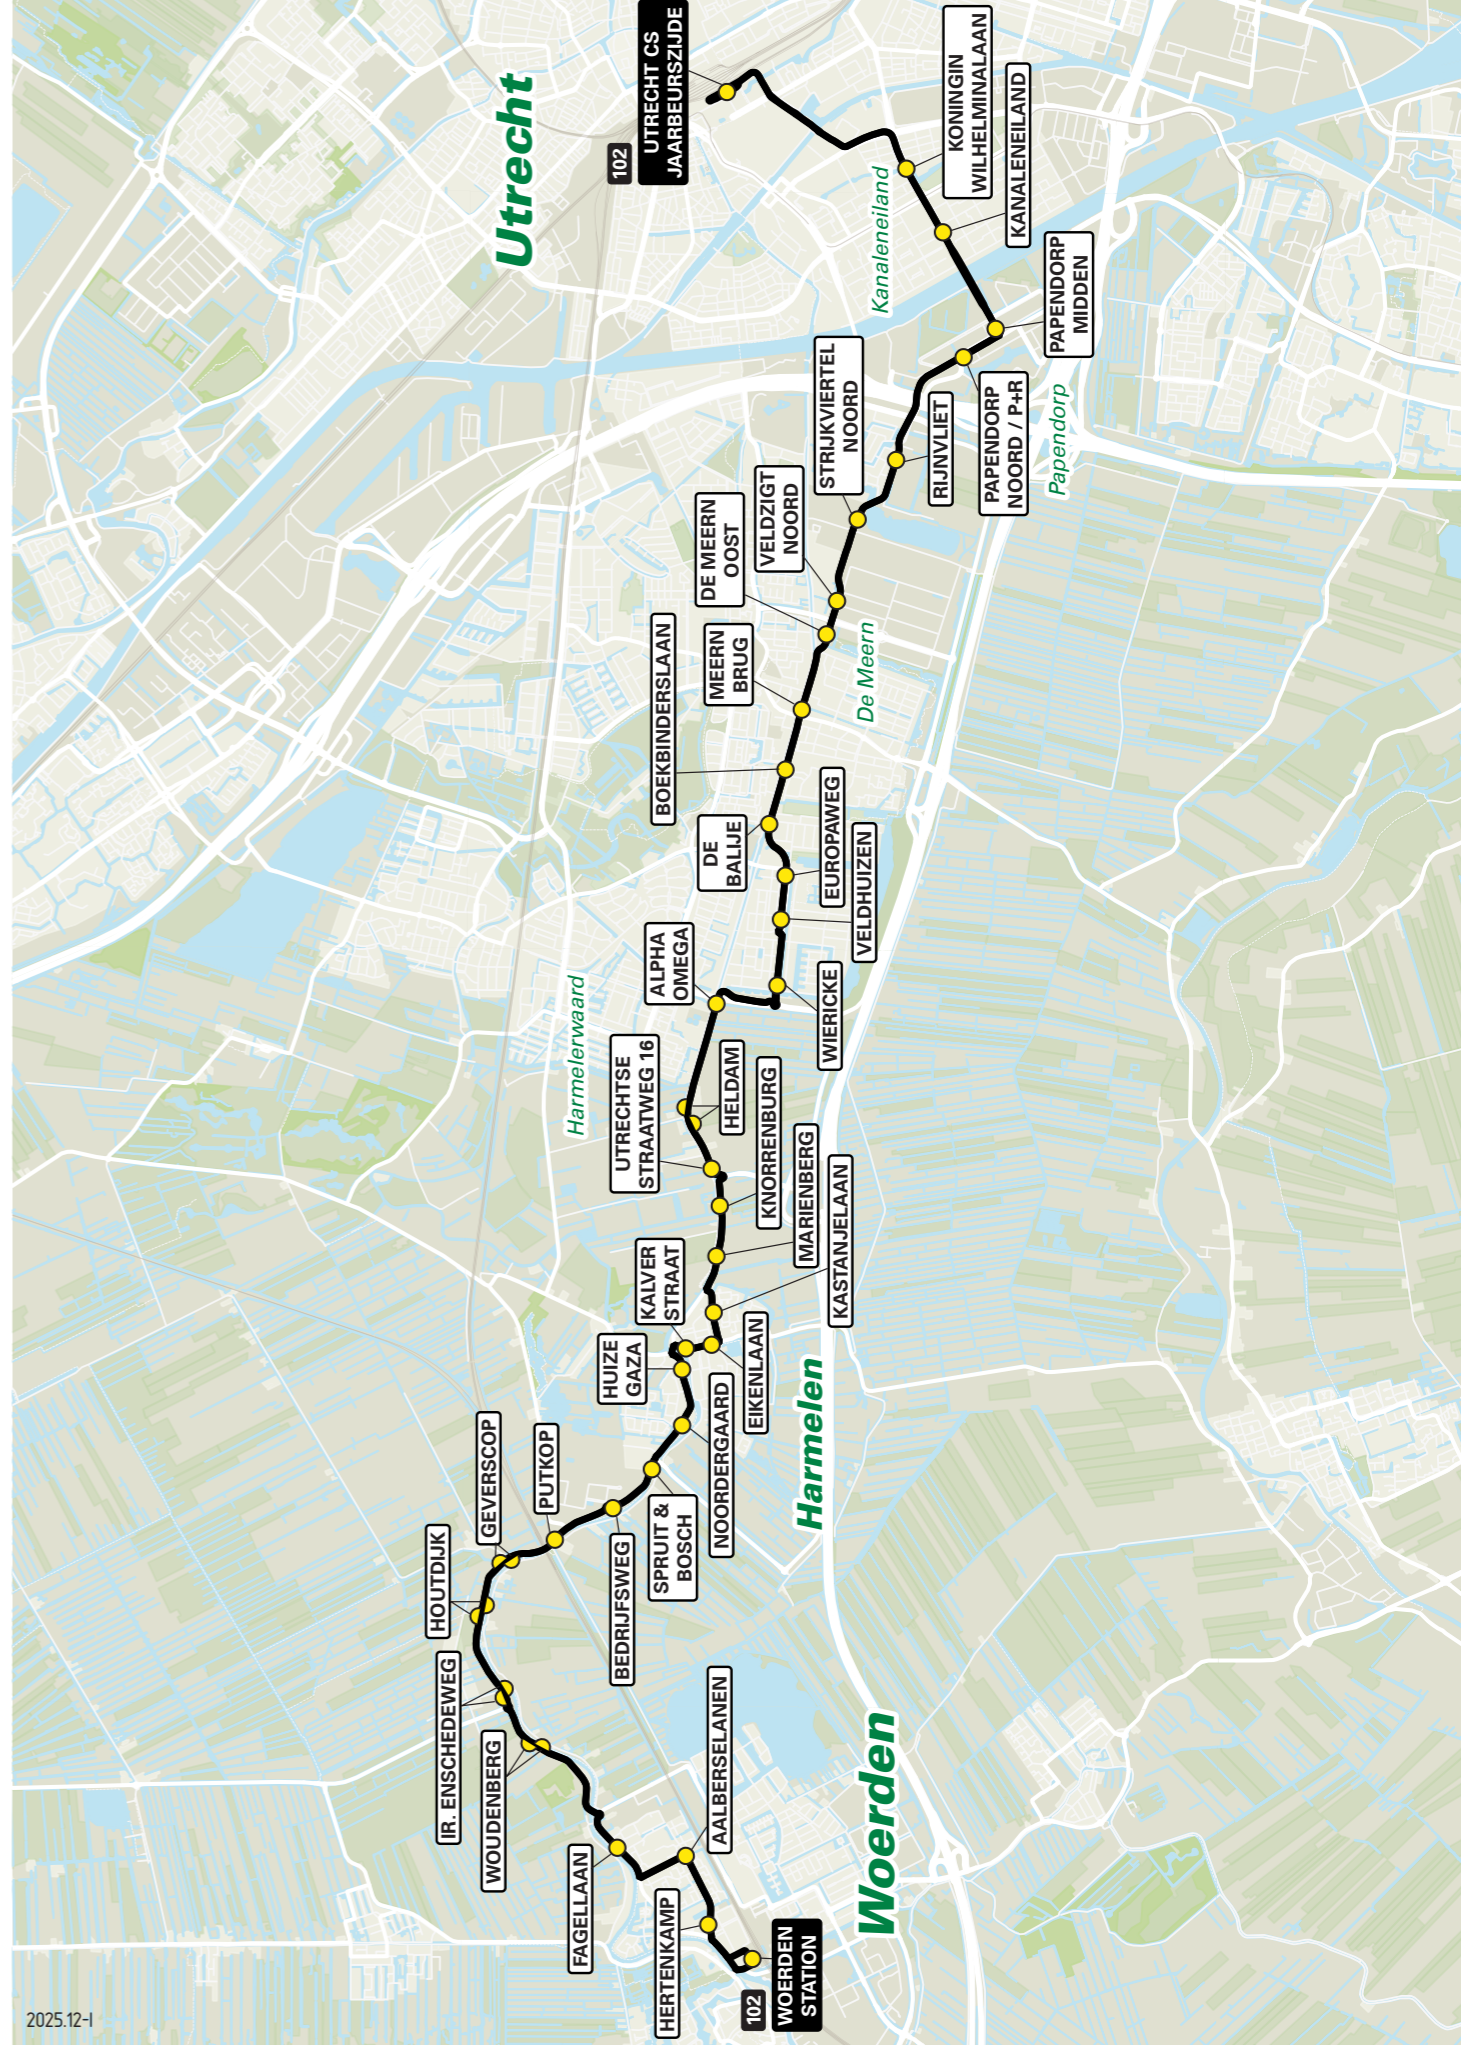 Utrecht
102
UTRECHT CS
JAARBEURSZIJDE
KONINGIN
WILHELMINALAAN
KANALENEILAND
Kanaleneiland
PAPENDORP
MIDDEN
PAPENDORP
NOORD / P+R
Papendorp
RIJNVLIET
STRIJKVIERTEL
NOORD
VELDZIGT
NOORD
DE MEERN
OOST
De Meern
MEERN
BRUG
BOEKBINDERSLAAN
DE
BALIJE
EUROPAWEG
VELDHUIZEN
WIERICKE
ALPHA
OMEGA
Harmelerwaard
HELDAM
UTRECHTSE
STRAATWEG 16
KNORRENBURG
MARIENBERG
KASTANJELAAN
EIKENLAAN
KALVER
STRAAT
HUIZE
GAZA
Harmelen
NOORDERGAARD
SPRUIT &
BOSCH
BEDRIJFSWEG
PUTKOP
GEVERSCOP
HOUTDIJK
IR. ENSCHEDEWEG
WOUDENBERG
FAGELLAAN
AALBERSELANEN
HERTENKAMP
Woerden
102
WOERDEN
STATION
2025.12-I